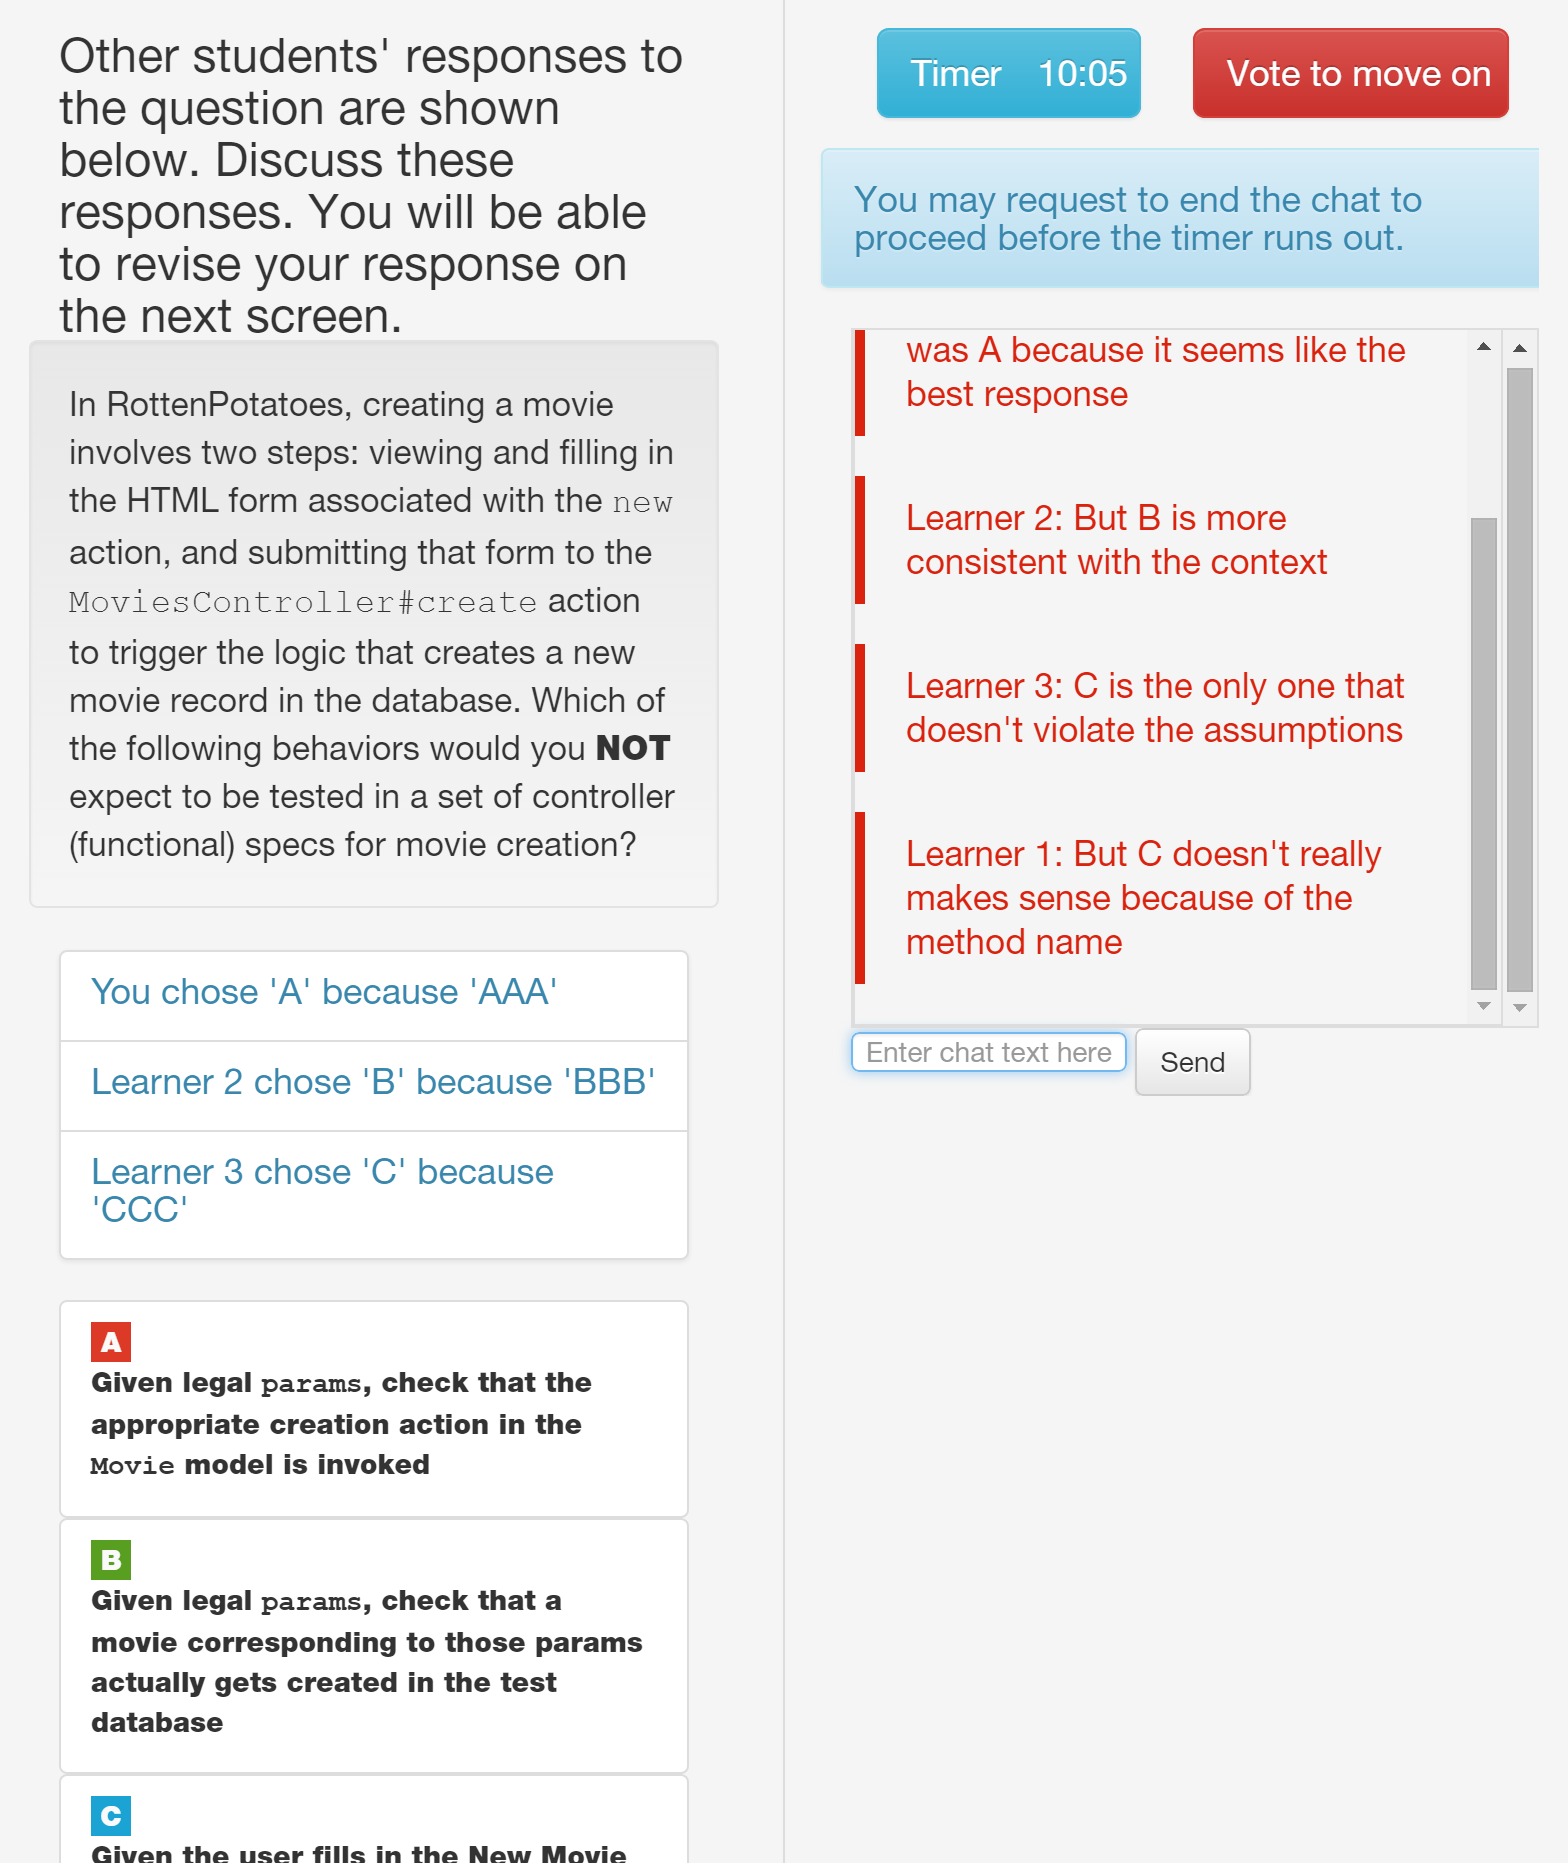 Other students' responses to
the question are shown
below. Discuss these
responses. You will be able
to revise your response on
the next screen.
In RottenPotatoes, creating a movie
involves two steps: viewing and filling in
the HTML form associated with the new
action, and submitting that form to the
MoviesController#create action
to trigger the logic that creates a new
movie record in the database. Which of
the following behaviors would you NOT
expect to be tested in a set of controller
(functional) specs for movie creation?
You chose 'A' because 'AAA'
Learner 2 chose 'B' because 'BBB'
Learner 3 chose 'C' because
'CCC'
A
Given legal params, check that the
appropriate creation action in the
Movie model is invoked
B
Given legal params, check that a
movie corresponding to those params
actually gets created in the test
database
C
Given the user fills in the New Movie
Timer 10:05
Vote to move on
You may request to end the chat to
proceed before the timer runs out.
was A because it seems like the
best response
Learner 2: But B is more
consistent with the context
Learner 3: C is the only one that
doesn't violate the assumptions
Learner 1: But C doesn't really
makes sense because of the
method name
Enter chat text here
Send